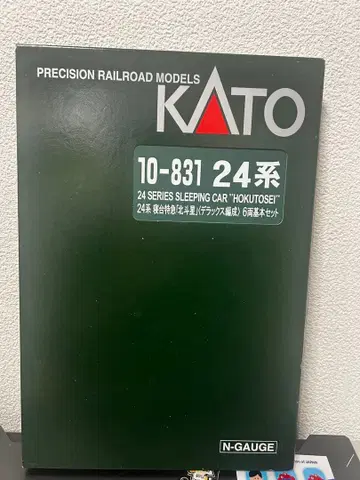 PRECISION RAILROAD MODELS
KATO
10-831 24系
24 SERIES SLEEPING CAR "HOKUTOSEI"
24系 寝台特急「北斗星」〈デラックス編成〉 6両基本セット
N-GAUGE